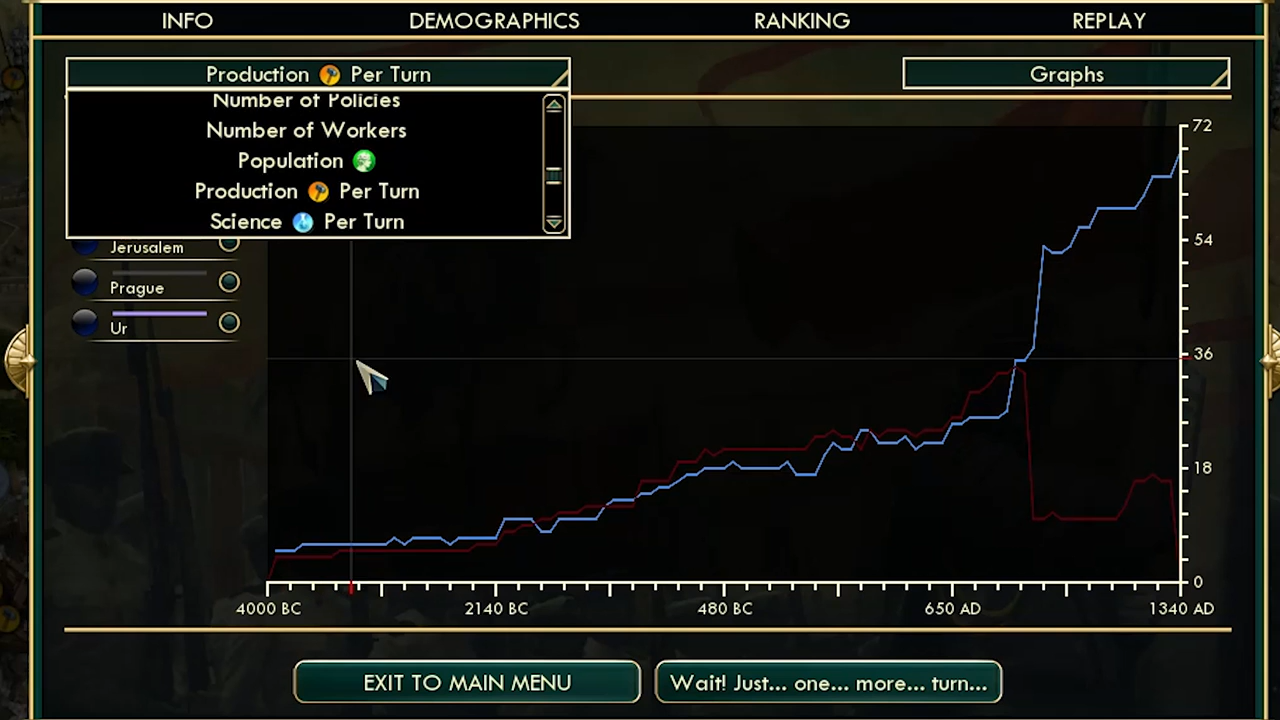 INFO DEMOGRAPHICS RANKING REPLAY
Production Per Turn Graphs
Number of Policies
Number of Workers
Population
Production Per Turn
Science Per Turn
Jerusalem
Prague
Ur
72
54
36
18
0
4000 BC 2140 BC 480 BC 650 AD 1340 AD
EXIT TO MAIN MENU Wait! Just... one... more... turn...